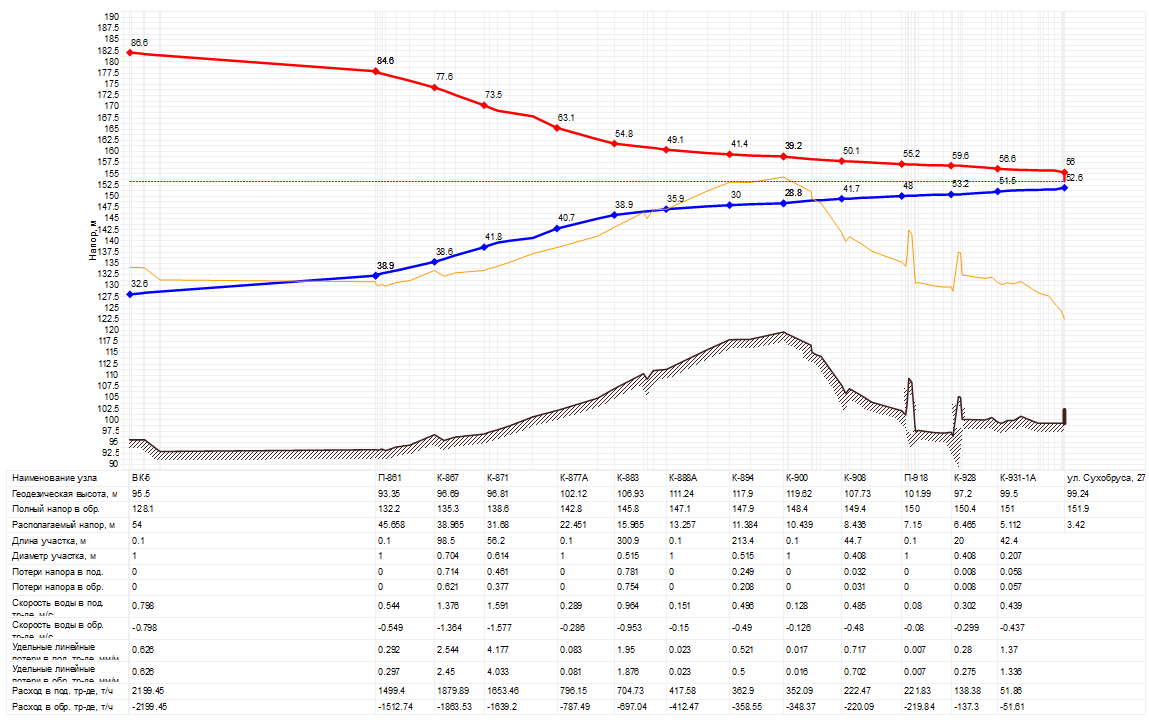 190
187.5
185
182.5
180
177.5
175
172.5
170
167.5
165
162.5
160
157.5
155
152.5
150
147.5
145
142.5
140
137.5
135
132.5
130
127.5
125
122.5
120
117.5
115
112.5
110
107.5
105
102.5
100
97.5
95
92.5
90
Напор, м
86.6 84.6 77.6 73.5 63.1 54.8 49.1 41.4 39.2 50.1 55.2 59.6 56.6 56
32.6 38.9 38.6 41.8 40.7 38.9 35.9 30 28.8 41.7 48 53.2 51.5 52.6
Наименование узла ВК-6 П-861 К-867 К-871 К-877А К-883 К-888А К-894 К-900 К-908 П-918 К-928 К-931-1А ул. Сухобруса, 27
Геодезическая высота, м 95.5 93.35 96.69 96.81 102.12 106.93 111.24 117.9 119.62 107.73 101.99 97.2 99.5 99.24
Полный напор в обр. 128.1 132.2 135.3 138.6 142.8 145.8 147.1 147.9 148.4 149.4 150 150.4 151 151.9
Располагаемый напор, м 54 45.658 38.965 31.68 22.451 15.965 13.257 11.384 10.439 8.436 7.15 6.465 5.112 3.42
Длина участка, м 0.1 0.1 98.5 56.2 0.1 300.9 0.1 213.4 0.1 44.7 0.1 20 42.4
Диаметр участка, м 1 1 0.704 0.614 1 0.515 1 0.515 1 0.408 1 0.408 0.207
Потери напора в под. 0 0 0.714 0.461 0 0.781 0 0.249 0 0.032 0 0.008 0.058
Потери напора в обр. 0 0 0.621 0.377 0 0.754 0 0.208 0 0.031 0 0.008 0.057
Скорость воды в под. тр-де, м/с 0.798 0.544 1.376 1.591 0.289 0.964 0.151 0.496 0.128 0.485 0.08 0.302 0.439
Скорость воды в обр. тр-де, м/с -0.798 -0.549 -1.364 -1.577 -0.286 -0.953 -0.15 -0.49 -0.126 -0.48 -0.08 -0.299 -0.437
Удельные линейные потери в под. тр-де, мм/м 0.626 0.292 2.544 4.177 0.083 1.95 0.023 0.521 0.017 0.717 0.007 0.28 1.37
Удельные линейные потери в обр. тр-де, мм/м 0.626 0.297 2.45 4.033 0.081 1.876 0.023 0.5 0.016 0.702 0.007 0.275 1.336
Расход в под. тр-де, т/ч 2199.45 1499.4 1879.89 1653.46 796.15 704.73 417.58 362.9 352.09 222.47 221.83 138.38 51.86
Расход в обр. тр-де, т/ч -2199.45 -1512.74 -1863.53 -1639.2 -787.49 -697.04 -412.47 -358.55 -348.37 -220.09 -219.84 -137.3 -51.61